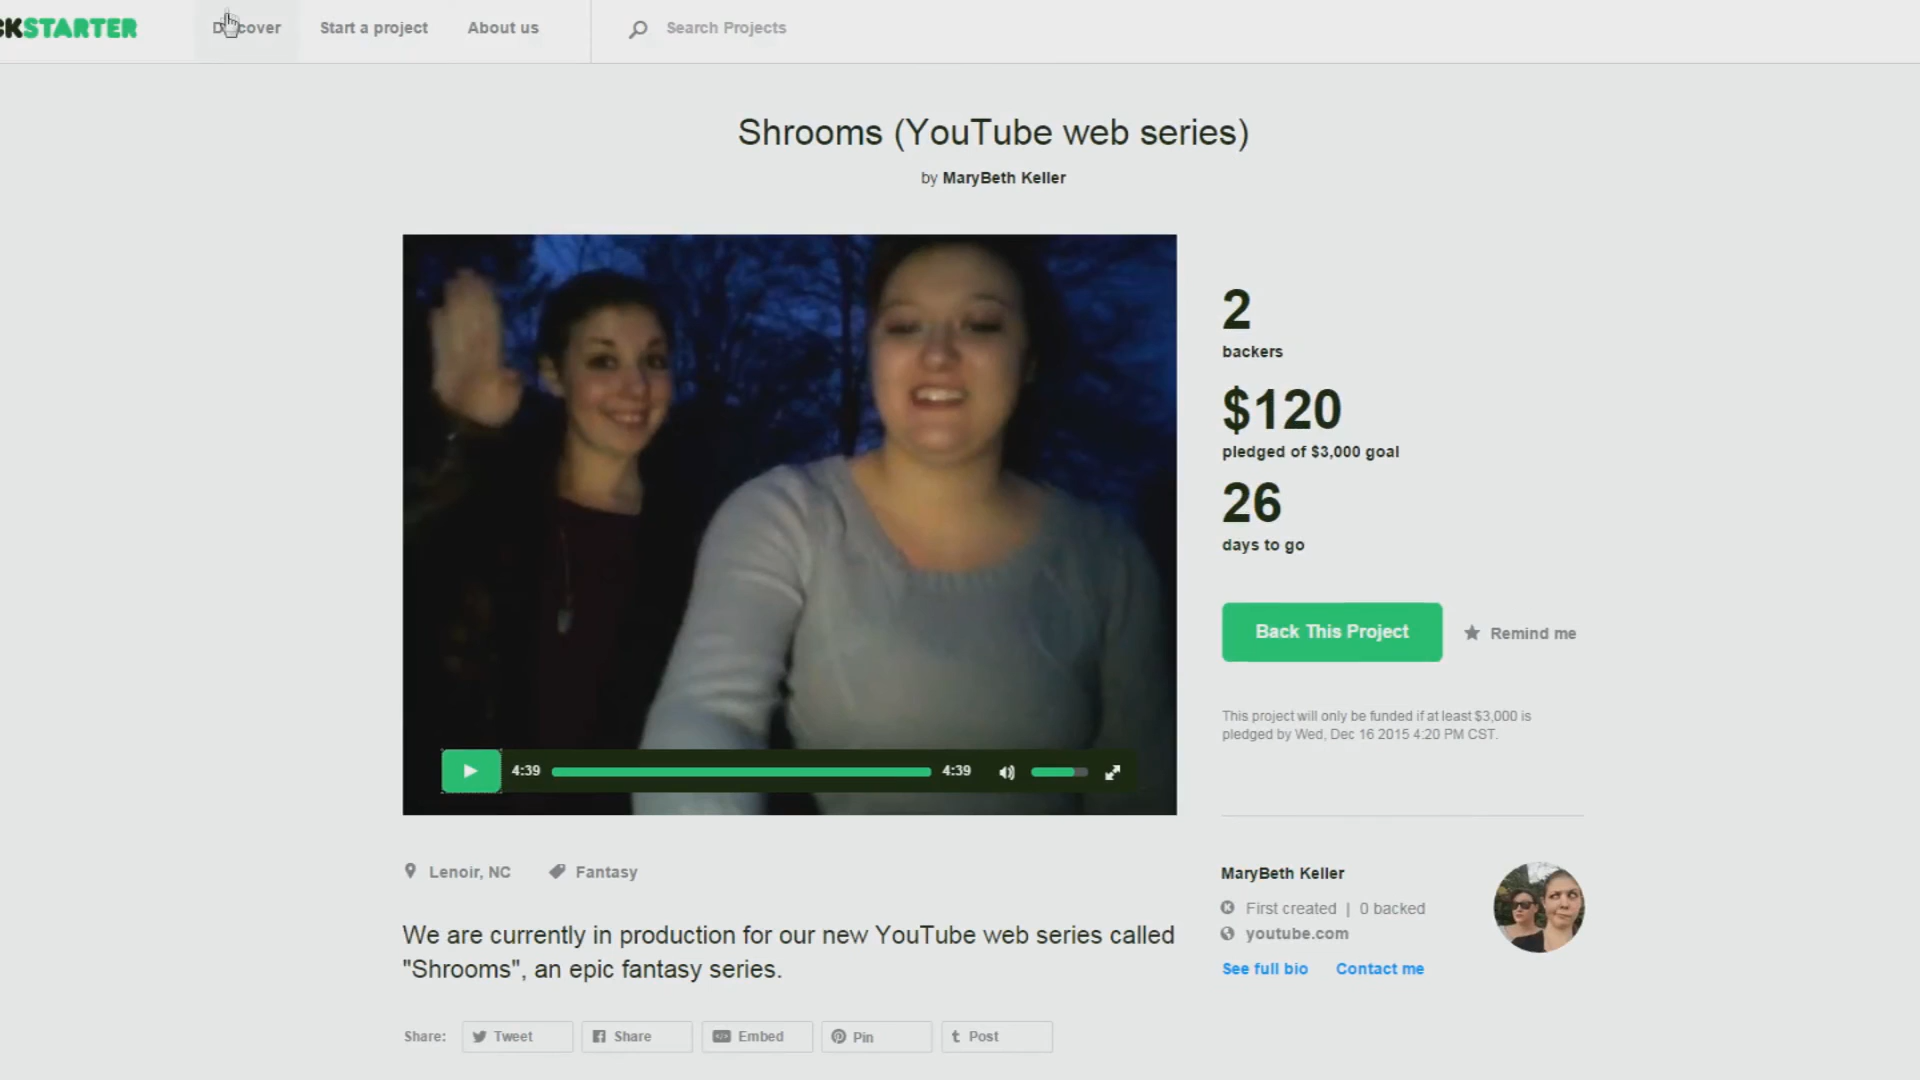 CKSTARTER
Discover
Start a project
About us
Search Projects
Shrooms (YouTube web series)
by MaryBeth Keller
2
backers
$120
pledged of $3,000 goal
26
days to go
Back This Project
Remind me
This project will only be funded if at least $3,000 is
pledged by Wed, Dec 16 2015 4:20 PM CST.
4:39
4:39
Lenoir, NC
Fantasy
We are currently in production for our new YouTube web series called
"Shrooms", an epic fantasy series.
MaryBeth Keller
First created | 0 backed
youtube.com
See full bio
Contact me
Share:
Tweet
Share
Embed
Pin
Post